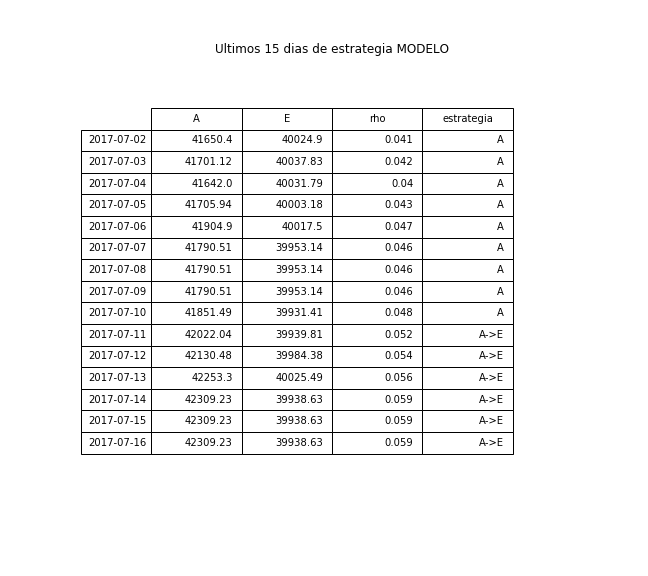 Ultimos 15 dias de estrategia MODELO
A E rho estrategia
2017-07-02 41650.4 40024.9 0.041 A
2017-07-03 41701.12 40037.83 0.042 A
2017-07-04 41642.0 40031.79 0.04 A
2017-07-05 41705.94 40003.18 0.043 A
2017-07-06 41904.9 40017.5 0.047 A
2017-07-07 41790.51 39953.14 0.046 A
2017-07-08 41790.51 39953.14 0.046 A
2017-07-09 41790.51 39953.14 0.046 A
2017-07-10 41851.49 39931.41 0.048 A
2017-07-11 42022.04 39939.81 0.052 A->E
2017-07-12 42130.48 39984.38 0.054 A->E
2017-07-13 42253.3 40025.49 0.056 A->E
2017-07-14 42309.23 39938.63 0.059 A->E
2017-07-15 42309.23 39938.63 0.059 A->E
2017-07-16 42309.23 39938.63 0.059 A->E